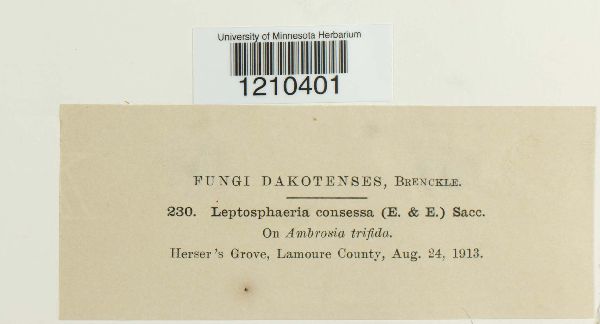 University of Minnesota Herbarium
1210401
FUNGI DAKOTENSES, BRENCKLE.
230. Leptosphaeria consessa (E. & E.) Sacc.
On Ambrosia trifida.
Herser's Grove, Lamoure County, Aug. 24, 1913.